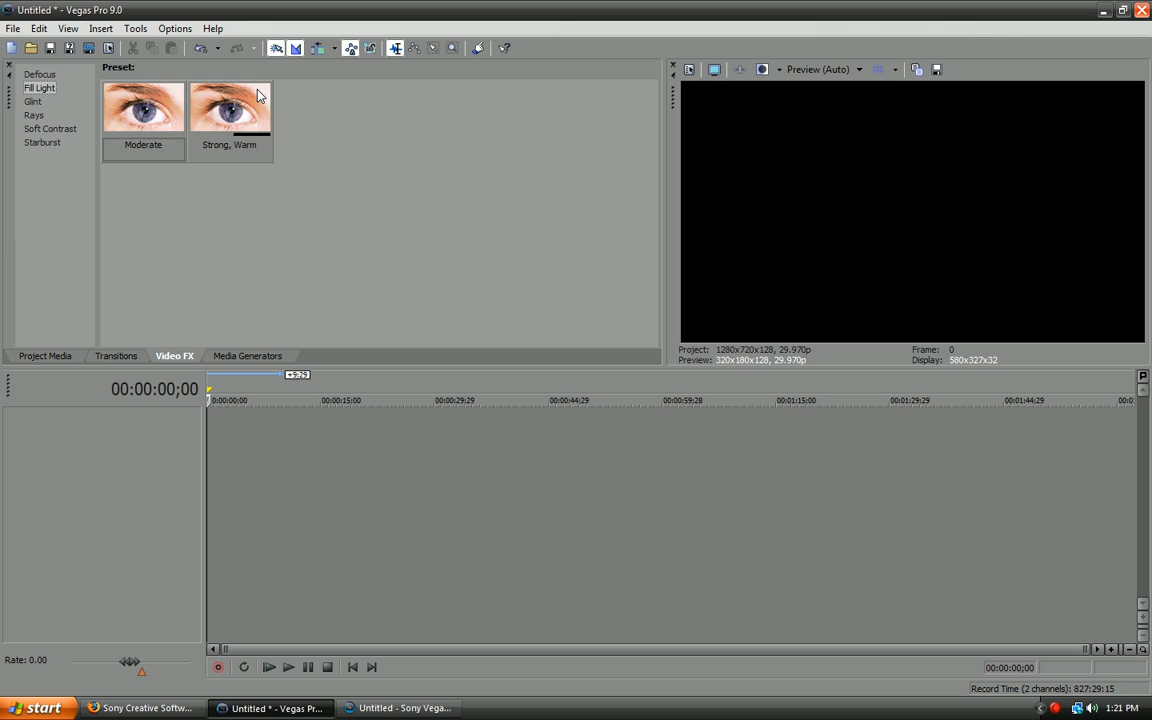 Untitled * - Vegas Pro 9.0
File Edit View Insert Tools Options Help
Defocus
Fill Light
Glint
Rays
Soft Contrast
Starburst
Preset:
Moderate
Strong, Warm
Preview (Auto)
Project: 1280x720x128, 29.970p
Preview: 320x180x128, 29.970p
Frame: 0
Display: 580x327x32
Project Media Transitions Video FX Media Generators
+9;29
00:00:00;00
0:00:00;00 00:00:15;00 00:00:29;29 00:00:44;29 00:00:59;28 00:01:15;00 00:01:29;29 00:01:44;29 00:0
Rate: 0.00
00:00:00;00
Record Time (2 channels): 827:29:15
start
Sony Creative Softw...
Untitled * - Vegas Pr...
Untitled - Sony Vega...
1:21 PM